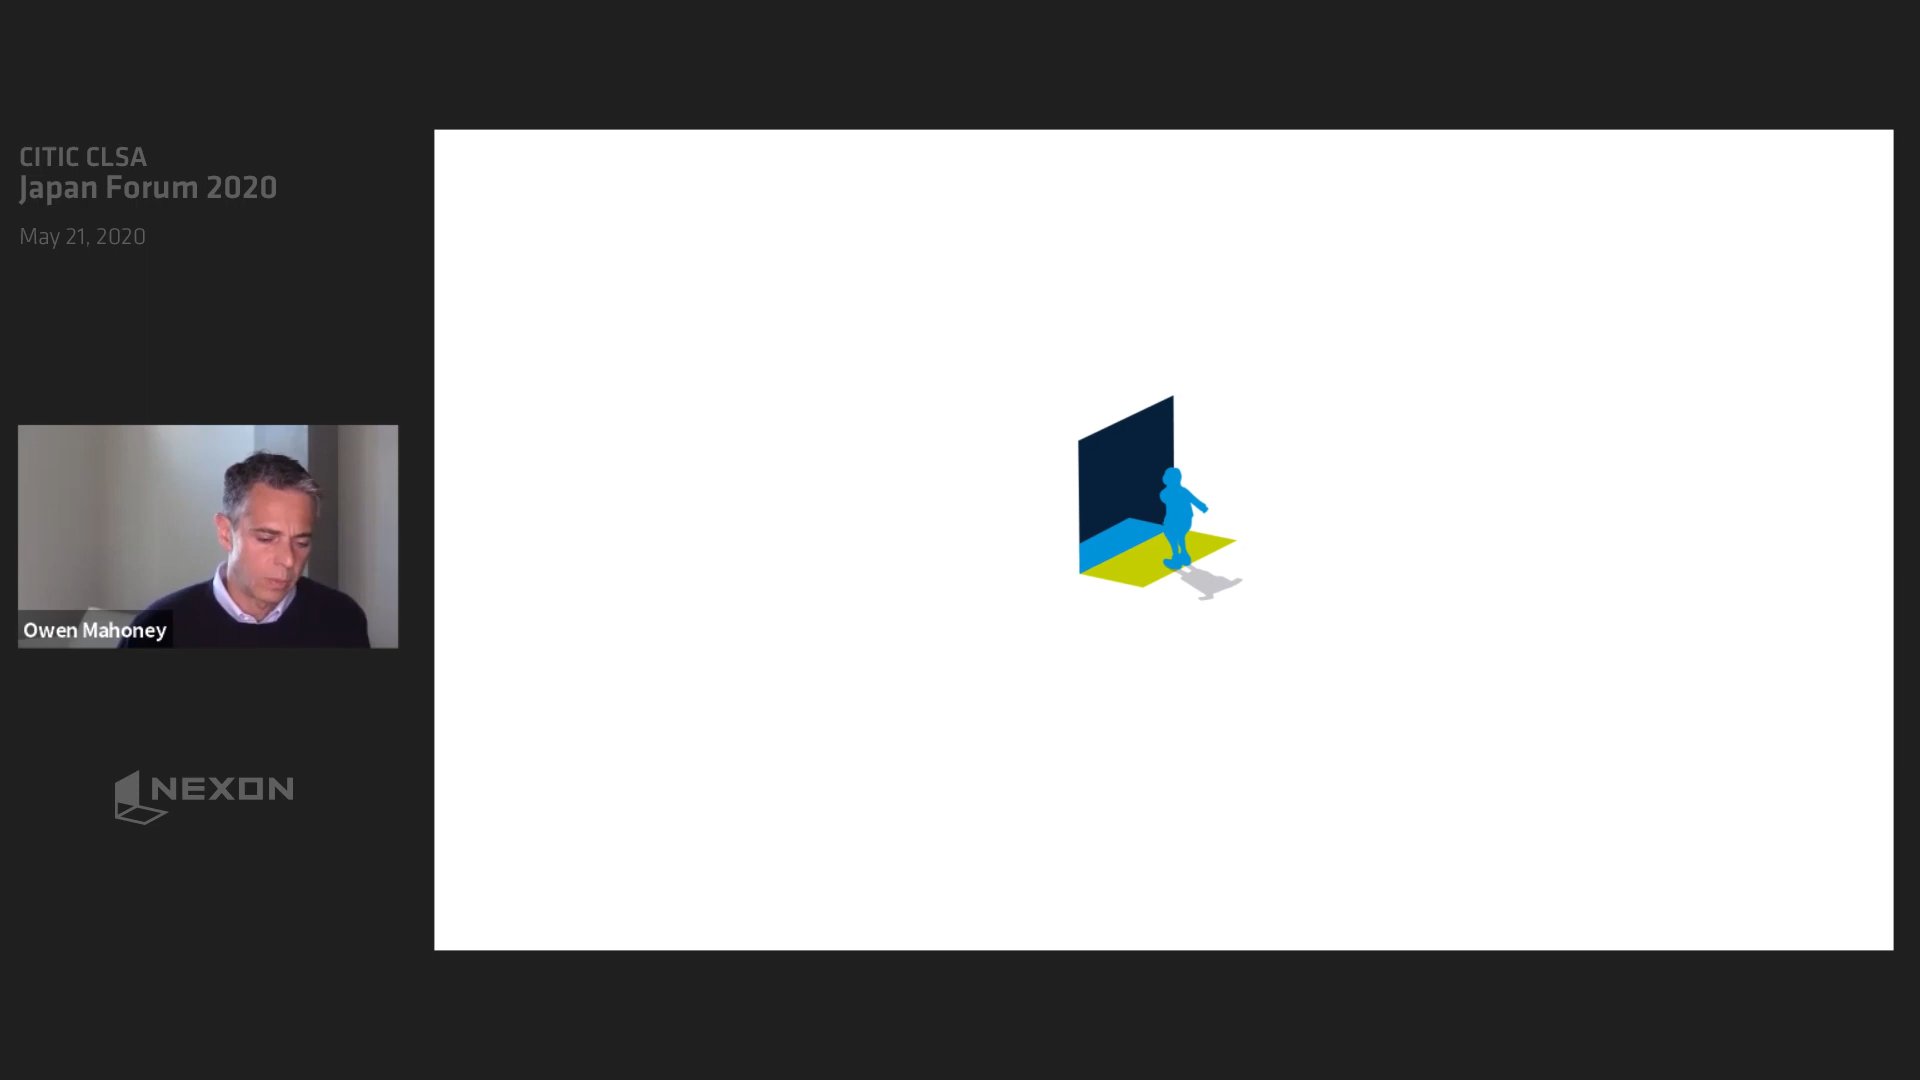 CITIC CLSA
Japan Forum 2020
May 21, 2020
Owen Mahoney
NEXON